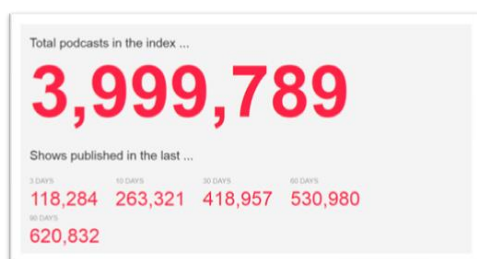 Total podcasts in the index ...
3,999,789
Shows published in the last ...
3 DAYS 10 DAYS 30 DAYS 60 DAYS
118,284 263,321 418,957 530,980
90 DAYS
620,832